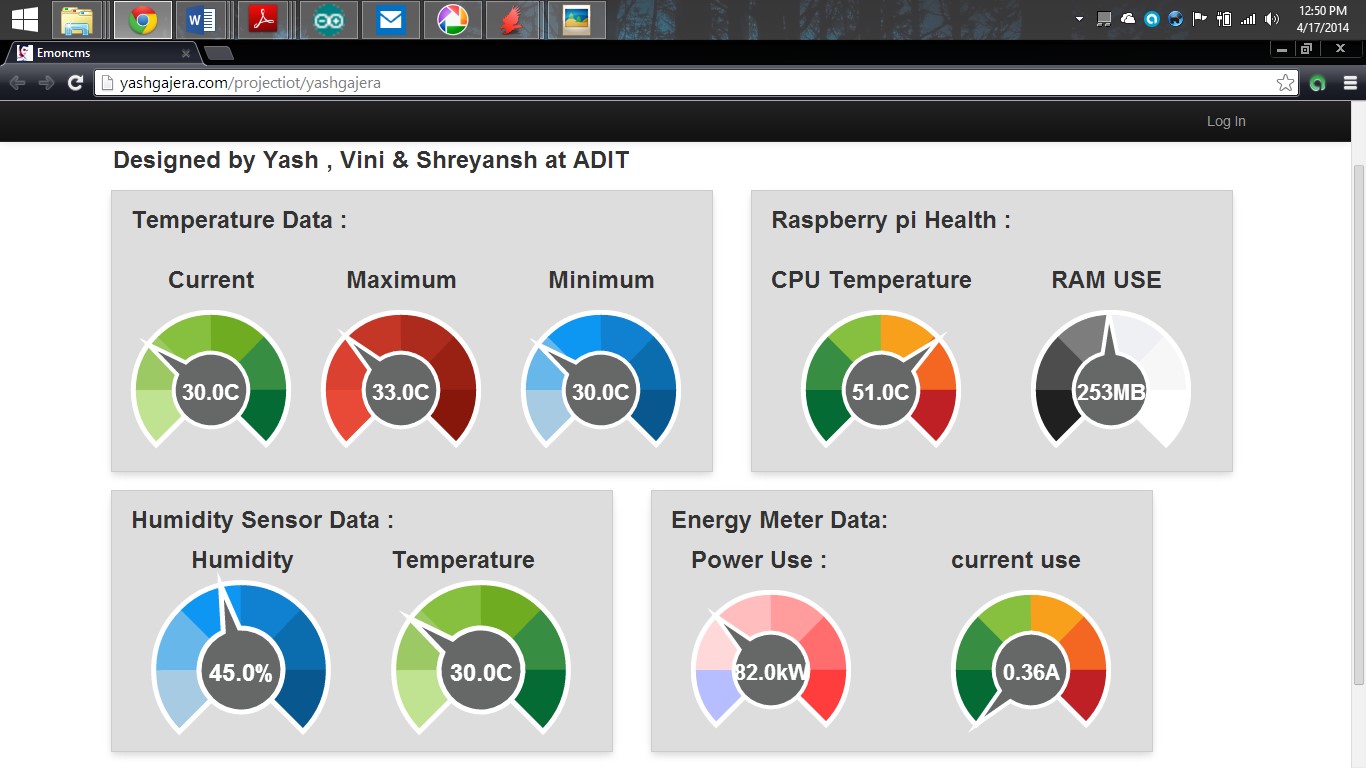 12:50 PM
4/17/2014
Emoncms
yashgajera.com/projectiot/yashgajera
Log In
Designed by Yash , Vini & Shreyansh at ADIT
Temperature Data :
Current Maximum Minimum
30.0C 33.0C 30.0C
Raspberry pi Health :
CPU Temperature RAM USE
51.0C 253MB
Humidity Sensor Data :
Humidity Temperature
45.0% 30.0C
Energy Meter Data:
Power Use : current use
82.0kW 0.36A